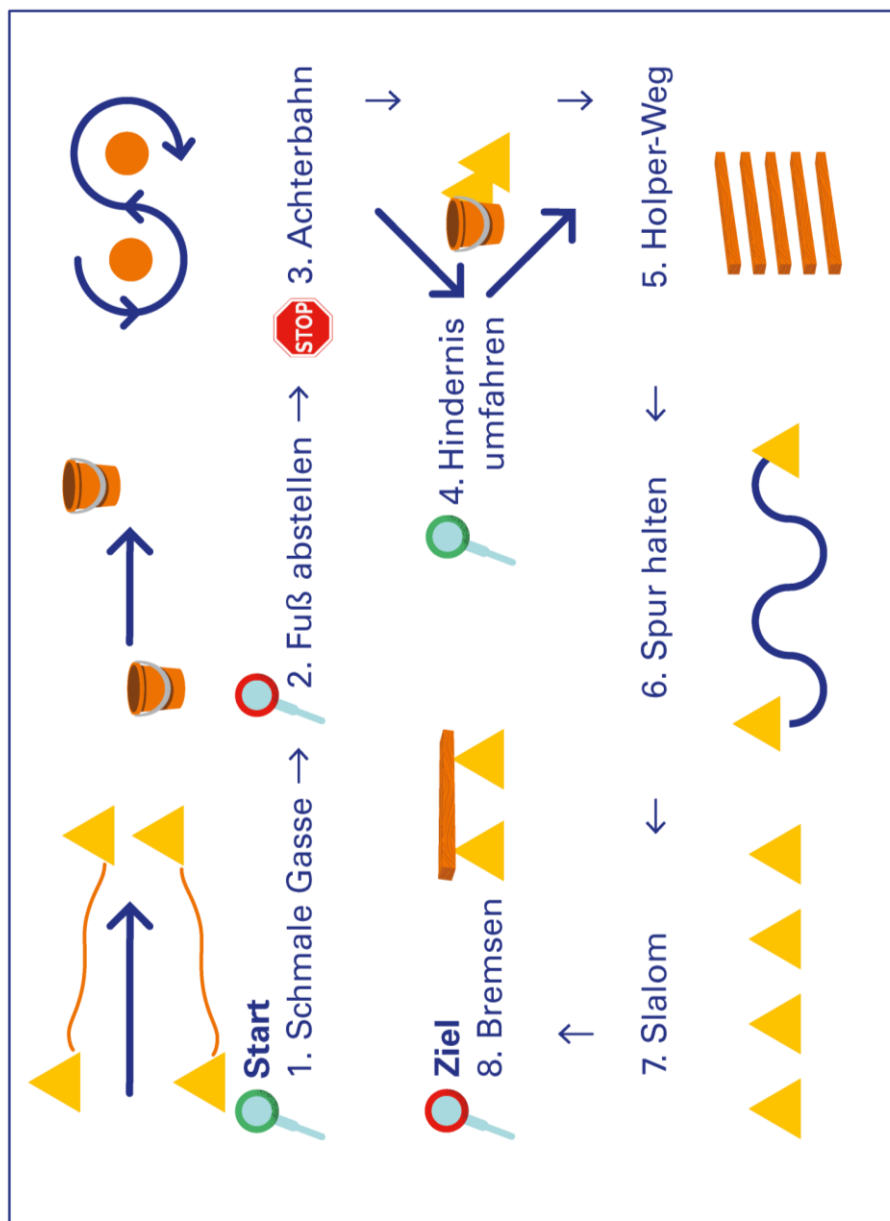 Start
1. Schmale Gasse →
2. Fuß abstellen →
STOP
3. Achterbahn
→
4. Hindernis
umfahren
→
5. Holper-Weg
←
6. Spur halten
←
7. Slalom
↑
Ziel
8. Bremsen